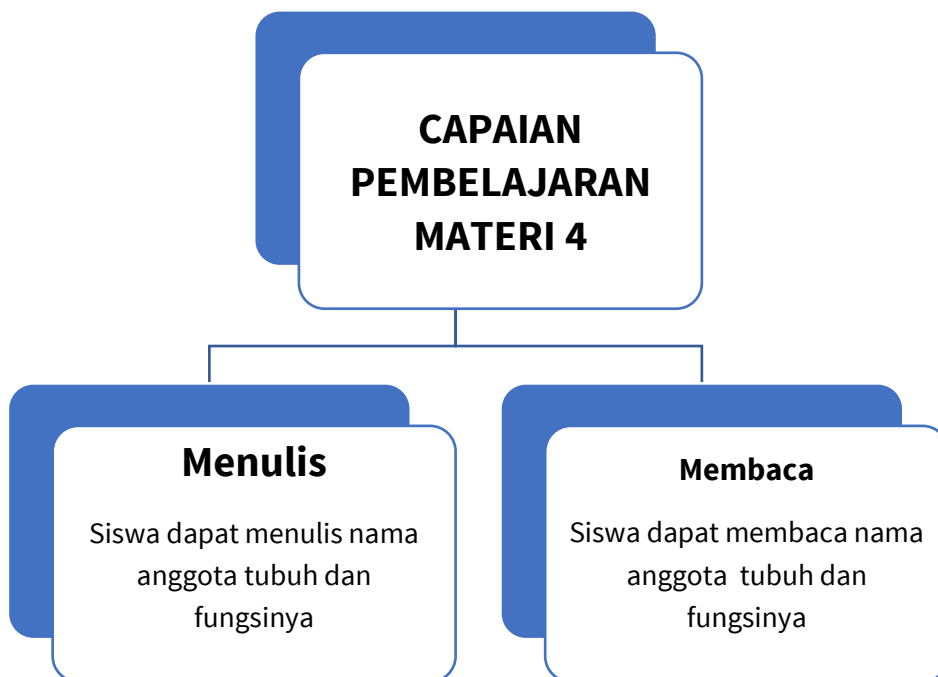 CAPAIAN
PEMBELAJARAN
MATERI 4
Menulis
Siswa dapat menulis nama
anggota tubuh dan
fungsinya
Membaca
Siswa dapat membaca nama
anggota tubuh dan
fungsinya